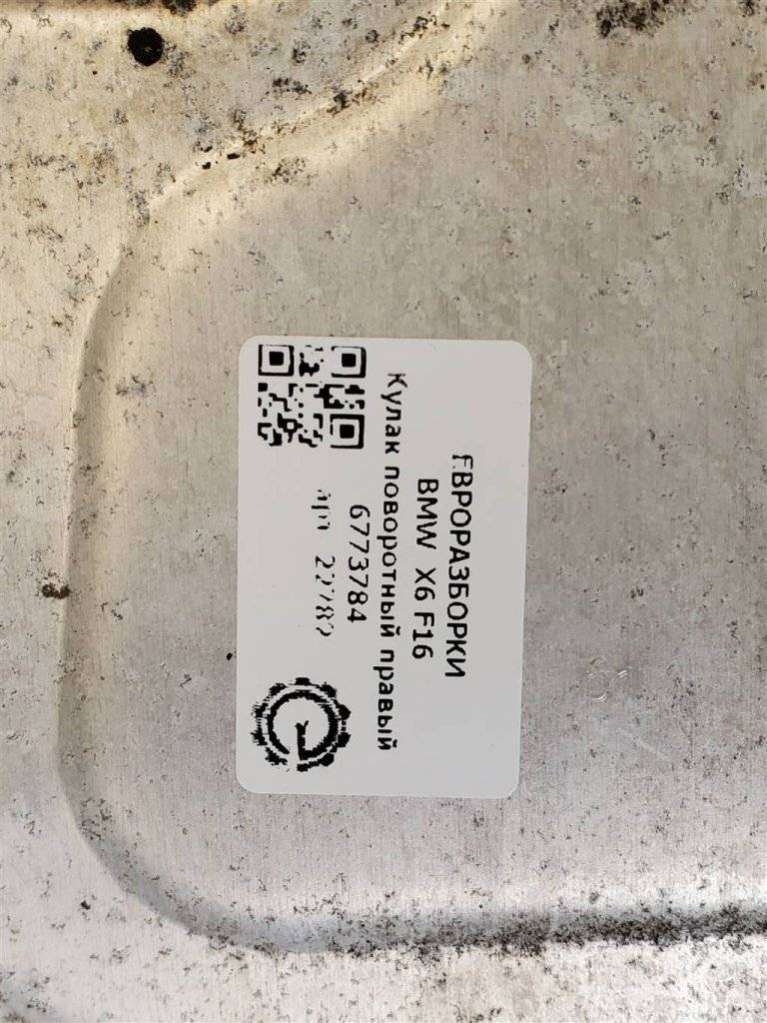 ЕВРОРАЗБОРКИ
BMW X6 F16
Кулак поворотный правый
6773784
арт